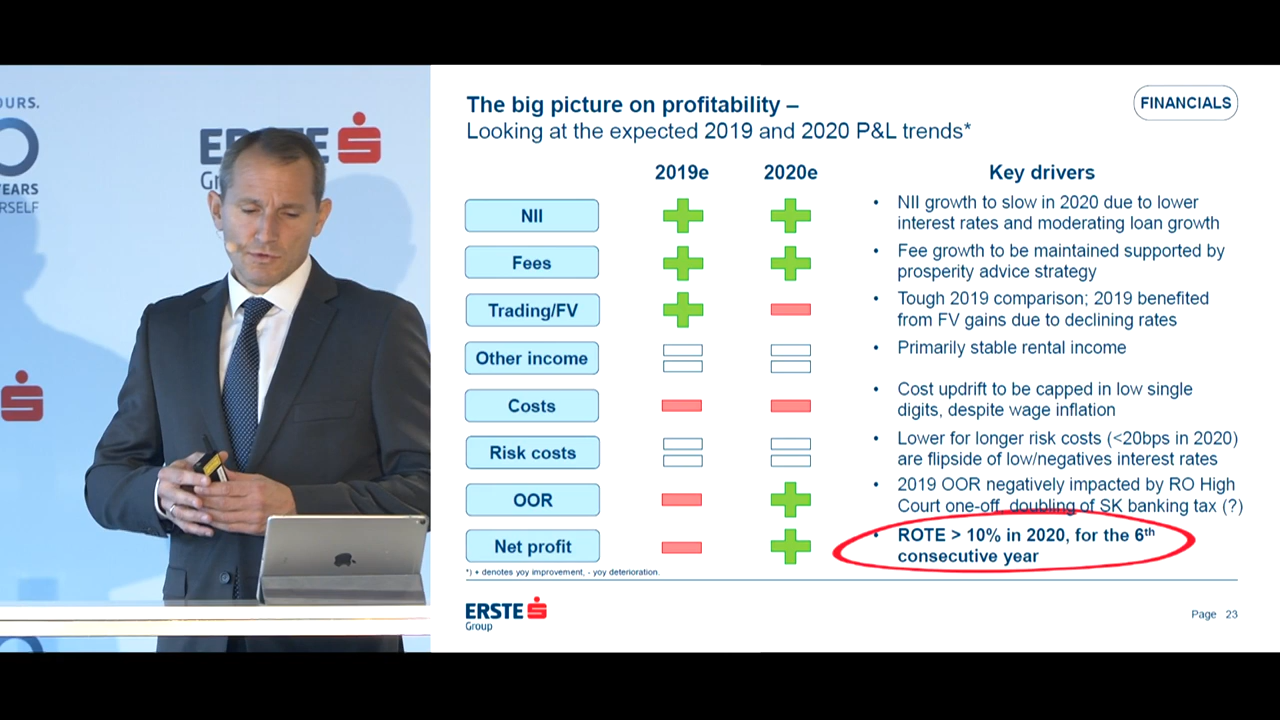 OURS.
YEARS
RSELF
ERSTE
Gr
The big picture on profitability –
FINANCIALS
Looking at the expected 2019 and 2020 P&L trends*
2019e 2020e Key drivers
NII
• NII growth to slow in 2020 due to lower
interest rates and moderating loan growth
Fees
• Fee growth to be maintained supported by
prosperity advice strategy
Trading/FV
• Tough 2019 comparison; 2019 benefited
from FV gains due to declining rates
Other income
• Primarily stable rental income
Costs
• Cost updrift to be capped in low single
digits, despite wage inflation
Risk costs
• Lower for longer risk costs (<20bps in 2020)
are flipside of low/negatives interest rates
OOR
• 2019 OOR negatively impacted by RO High
Court one-off, doubling of SK banking tax (?)
Net profit
• ROTE > 10% in 2020, for the 6th
consecutive year
*) + denotes yoy improvement, - yoy deterioration.
ERSTE
Group
Page 23